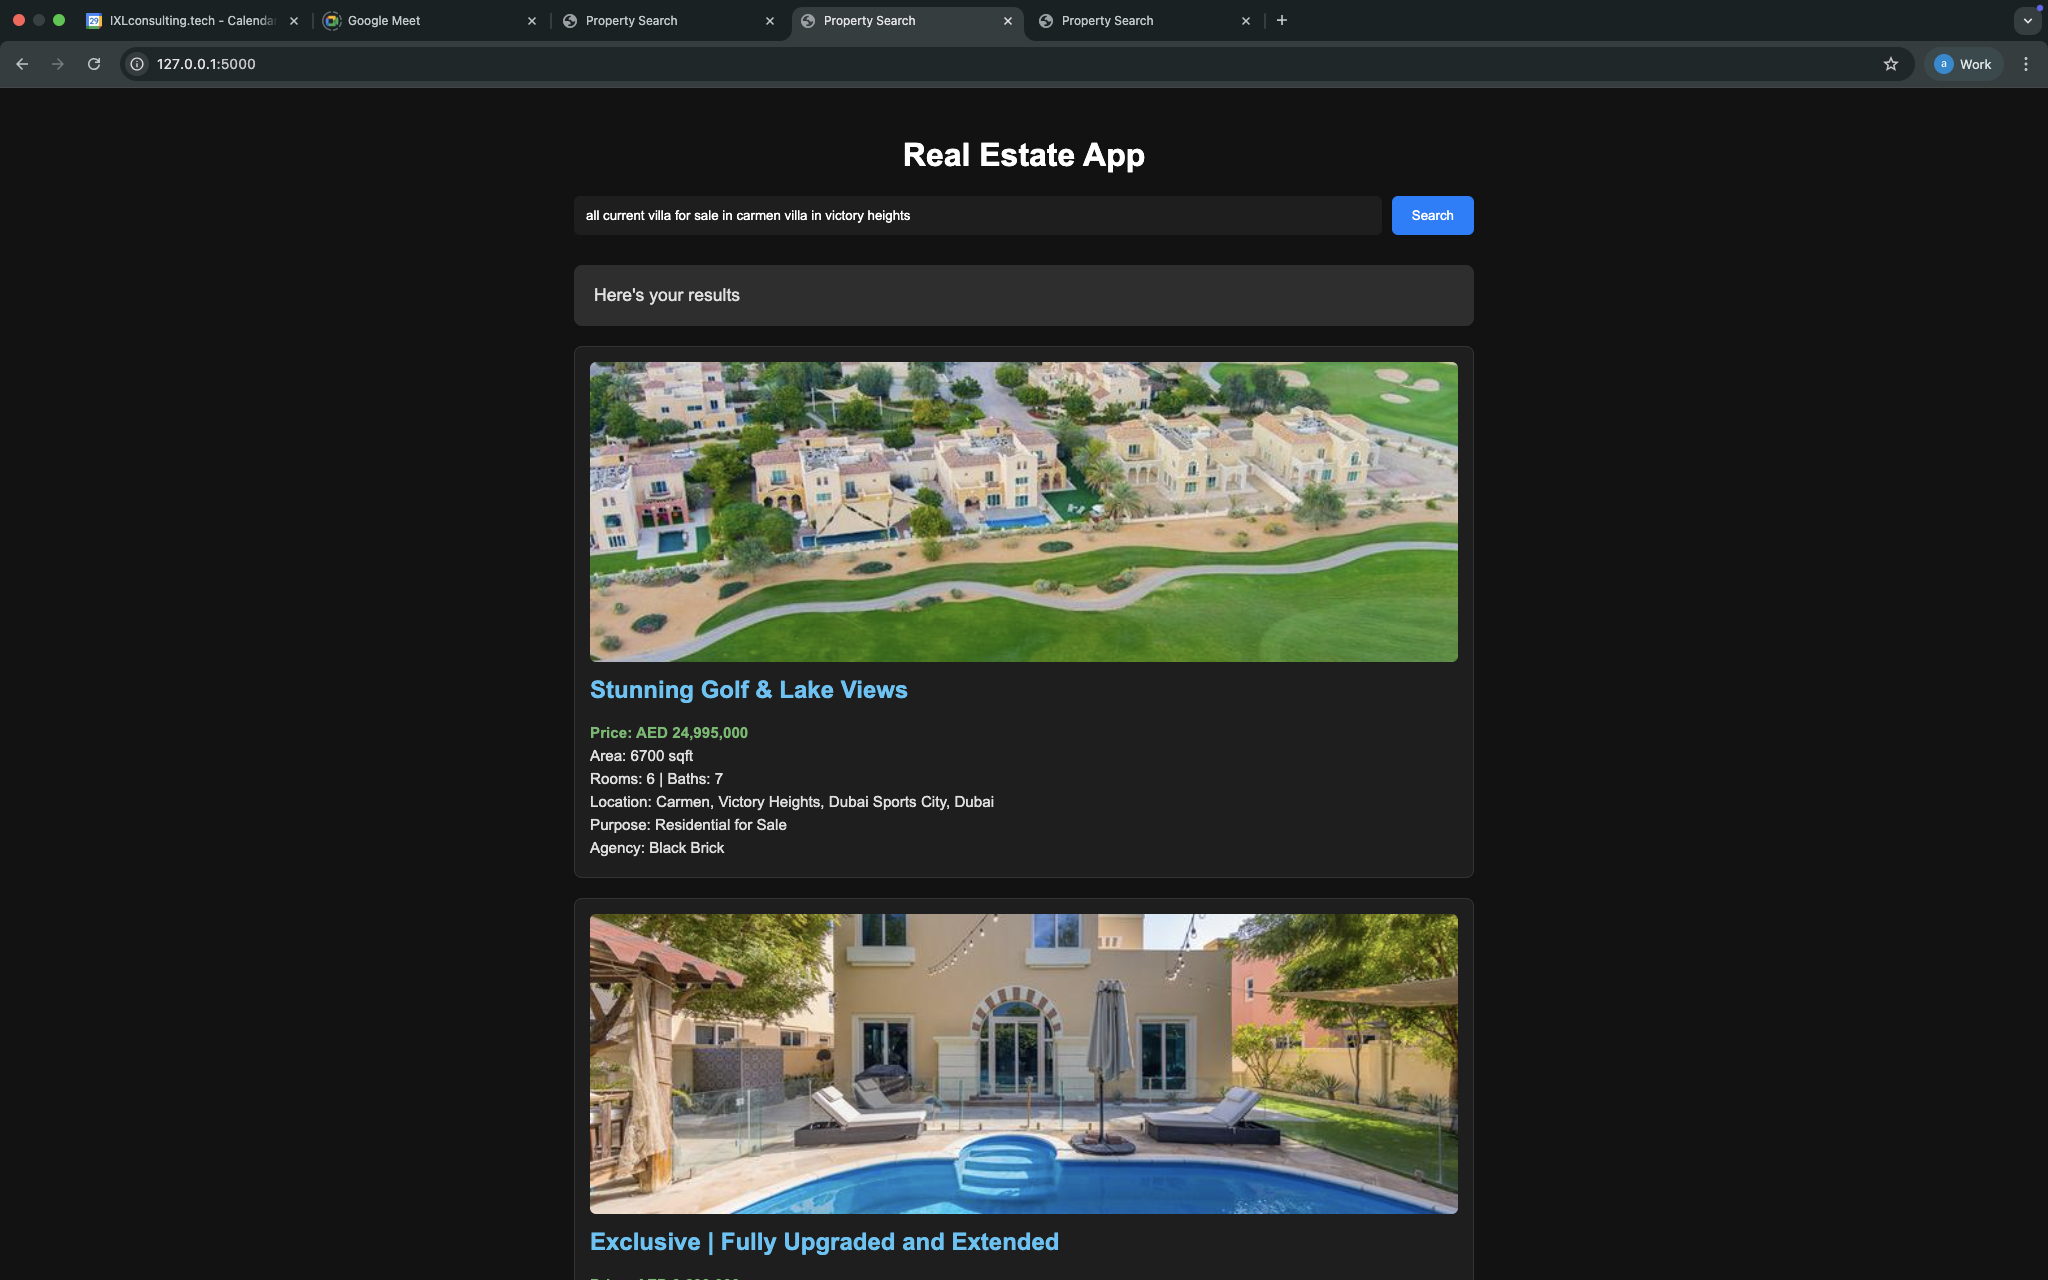 IXLconsulting.tech - Calendar
Google Meet
Property Search
Property Search
Property Search
127.0.0.1:5000
a
Work
Real Estate App
all current villa for sale in carmen villa in victory heights
Search
Here's your results
Stunning Golf & Lake Views
Price: AED 24,995,000
Area: 6700 sqft
Rooms: 6 | Baths: 7
Location: Carmen, Victory Heights, Dubai Sports City, Dubai
Purpose: Residential for Sale
Agency: Black Brick
Exclusive | Fully Upgraded and Extended